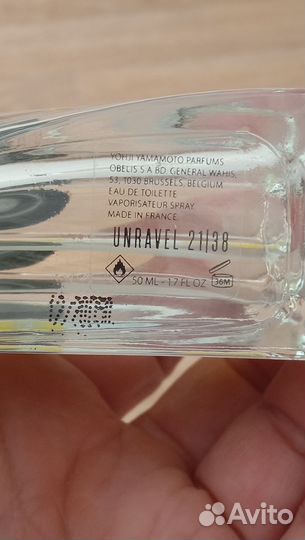 YOHJI YAMAMOTO PARFUMS
OBELIS S.A BD. GENERAL WAHIS,
53, 1030 BRUSSELS, BELGIUM
EAU DE TOILETTE
VAPORISATEUR SPRAY
MADE IN FRANCE
UNRAVEL 21|38
50 ML - 1.7 FL OZ
36M
Avito